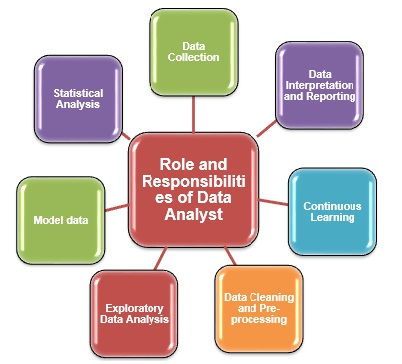 Data
Collection
Data
Interpretation
and Reporting
Statistical
Analysis
Role and
Responsibiliti
es of Data
Analyst
Continuous
Learning
Model data
Data Cleaning
and Pre-
processing
Exploratory
Data Analysis